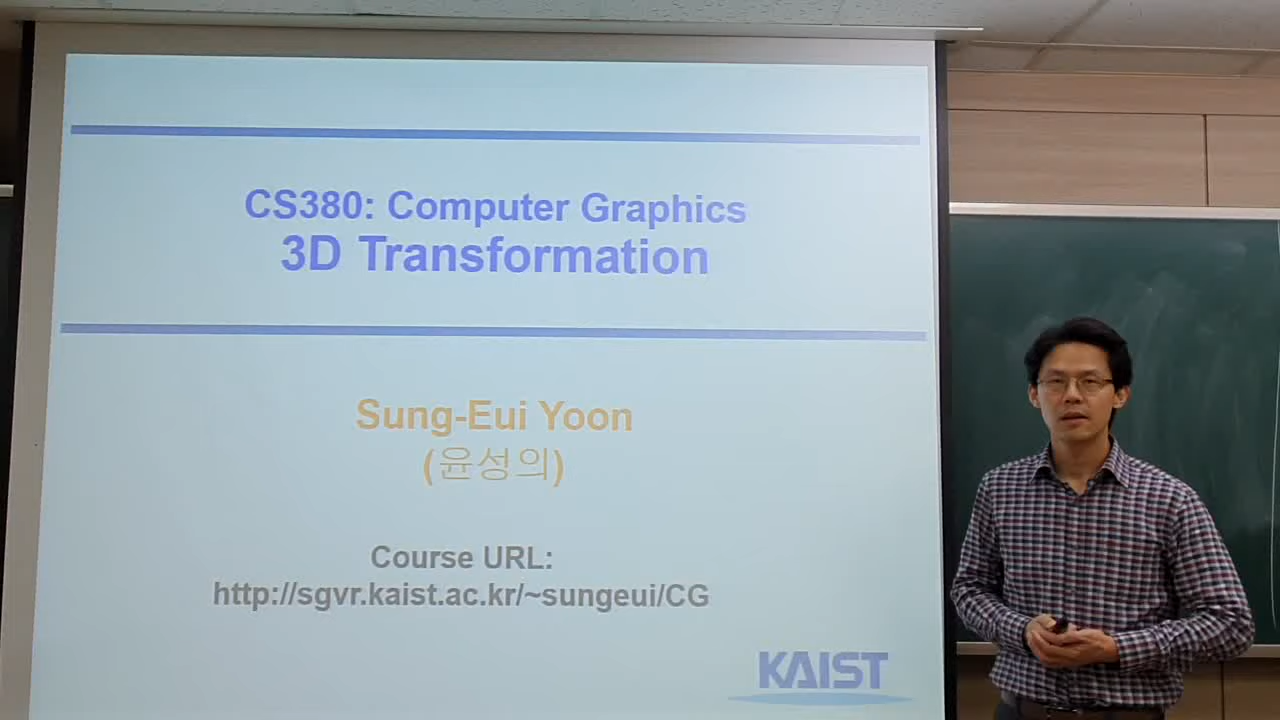 CS380: Computer Graphics
3D Transformation
Sung-Eui Yoon
(윤성의)
Course URL:
http://sgvr.kaist.ac.kr/~sungeui/CG
KAIST